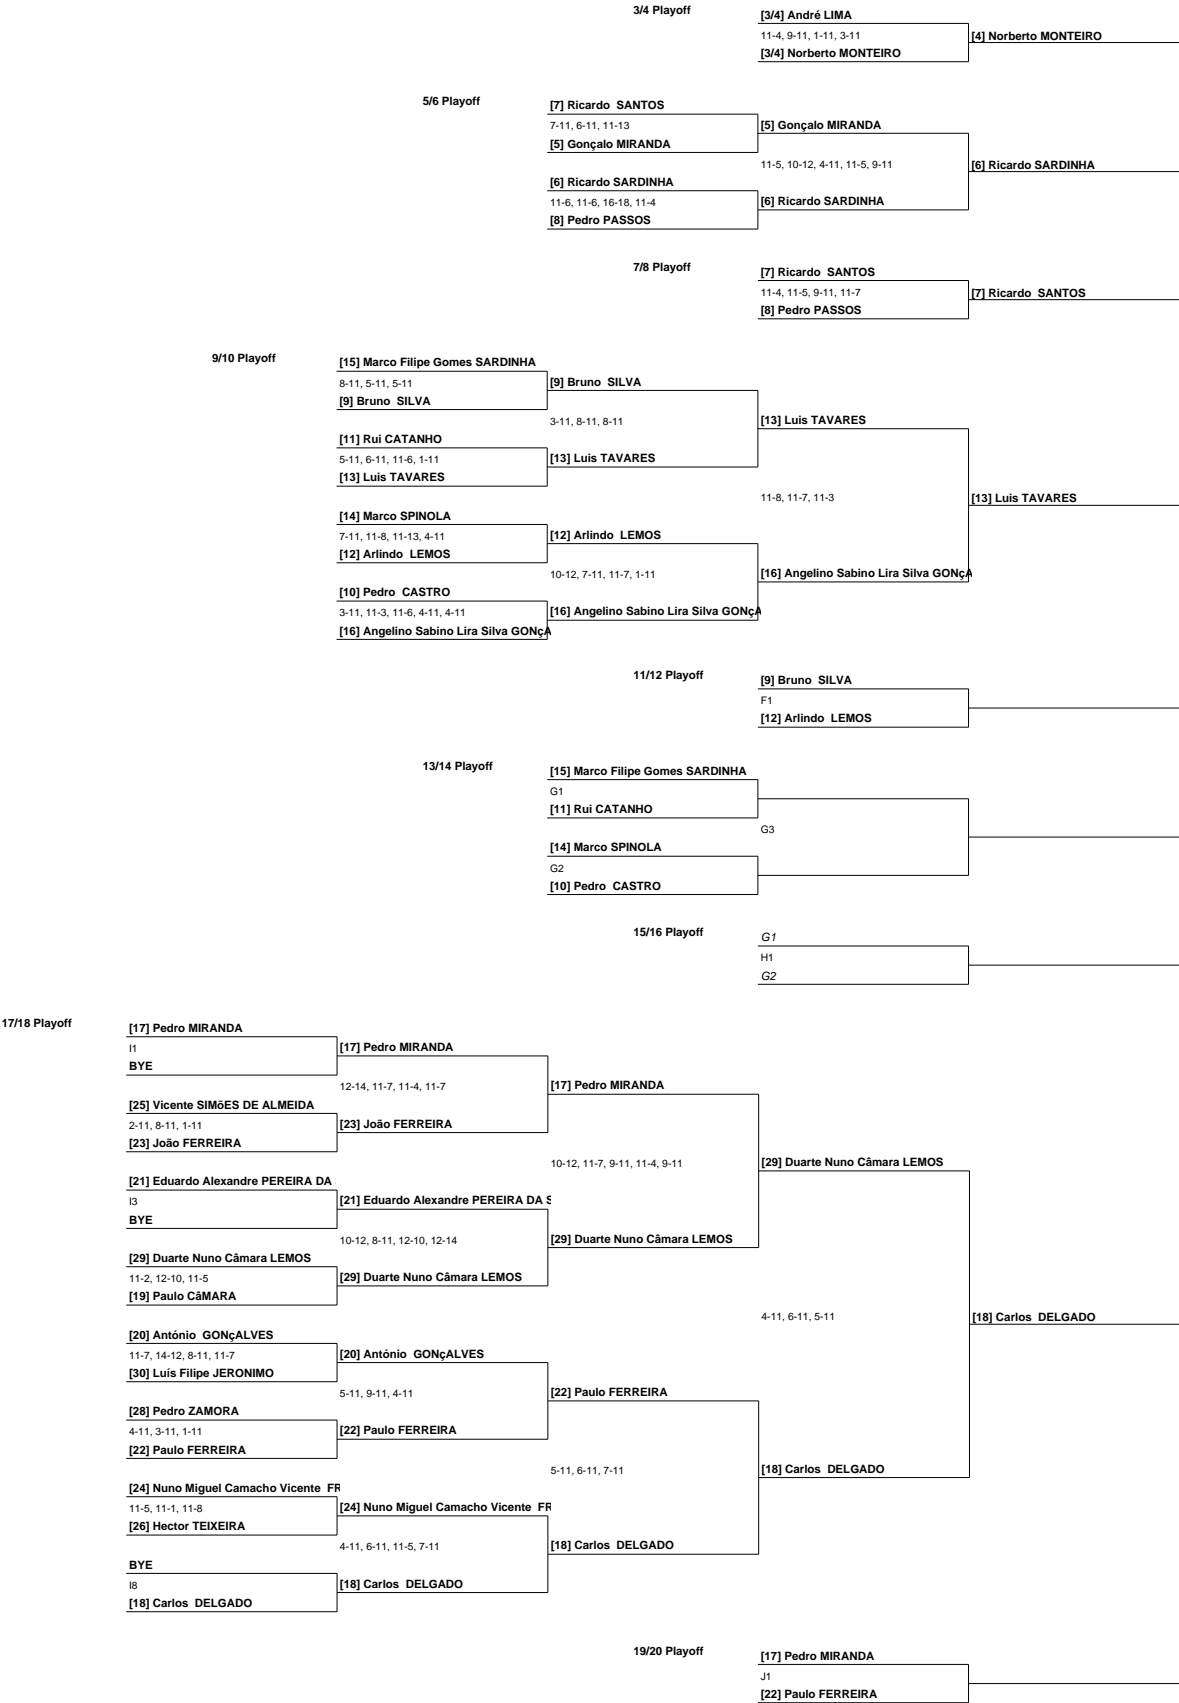 3/4 Playoff
[3/4] André LIMA
11-4, 9-11, 1-11, 3-11
[4] Norberto MONTEIRO
[3/4] Norberto MONTEIRO
5/6 Playoff
[7] Ricardo  SANTOS
7-11, 6-11, 11-13
[5] Gonçalo MIRANDA
[5] Gonçalo MIRANDA
11-5, 10-12, 4-11, 11-5, 9-11
[6] Ricardo SARDINHA
[6] Ricardo SARDINHA
11-6, 11-6, 16-18, 11-4
[6] Ricardo SARDINHA
[8] Pedro PASSOS
7/8 Playoff
[7] Ricardo  SANTOS
11-4, 11-5, 9-11, 11-7
[7] Ricardo  SANTOS
[8] Pedro PASSOS
9/10 Playoff
[15] Marco Filipe Gomes SARDINHA
8-11, 5-11, 5-11
[9] Bruno  SILVA
[9] Bruno  SILVA
3-11, 8-11, 8-11
[13] Luis TAVARES
[11] Rui CATANHO
5-11, 6-11, 11-6, 1-11
[13] Luis TAVARES
[13] Luis TAVARES
11-8, 11-7, 11-3
[13] Luis TAVARES
[14] Marco SPINOLA
7-11, 11-8, 11-13, 4-11
[12] Arlindo  LEMOS
[12] Arlindo  LEMOS
10-12, 7-11, 11-7, 1-11
[16] Angelino Sabino Lira Silva GONçA
[10] Pedro  CASTRO
3-11, 11-3, 11-6, 4-11, 4-11
[16] Angelino Sabino Lira Silva GONçA
[16] Angelino Sabino Lira Silva GONçA
11/12 Playoff
[9] Bruno  SILVA
F1
[12] Arlindo  LEMOS
13/14 Playoff
[15] Marco Filipe Gomes SARDINHA
G1
[11] Rui CATANHO
G3
[14] Marco SPINOLA
G2
[10] Pedro  CASTRO
15/16 Playoff
G1
H1
G2
17/18 Playoff
[17] Pedro MIRANDA
I1
[17] Pedro MIRANDA
BYE
12-14, 11-7, 11-4, 11-7
[17] Pedro MIRANDA
[25] Vicente SIMõES DE ALMEIDA
2-11, 8-11, 1-11
[23] João FERREIRA
[23] João FERREIRA
10-12, 11-7, 9-11, 11-4, 9-11
[29] Duarte Nuno Câmara LEMOS
[21] Eduardo Alexandre PEREIRA DA
I3
[21] Eduardo Alexandre PEREIRA DA S
BYE
10-12, 8-11, 12-10, 12-14
[29] Duarte Nuno Câmara LEMOS
[29] Duarte Nuno Câmara LEMOS
11-2, 12-10, 11-5
[29] Duarte Nuno Câmara LEMOS
[19] Paulo CâMARA
4-11, 6-11, 5-11
[18] Carlos  DELGADO
[20] António  GONçALVES
11-7, 14-12, 8-11, 11-7
[20] António  GONçALVES
[30] Luís Filipe JERONIMO
5-11, 9-11, 4-11
[22] Paulo FERREIRA
[28] Pedro ZAMORA
4-11, 3-11, 1-11
[22] Paulo FERREIRA
[22] Paulo FERREIRA
5-11, 6-11, 7-11
[18] Carlos  DELGADO
[24] Nuno Miguel Camacho Vicente  FR
11-5, 11-1, 11-8
[24] Nuno Miguel Camacho Vicente  FR
[26] Hector TEIXEIRA
4-11, 6-11, 11-5, 7-11
[18] Carlos  DELGADO
BYE
I8
[18] Carlos  DELGADO
[18] Carlos  DELGADO
19/20 Playoff
[17] Pedro MIRANDA
J1
[22] Paulo FERREIRA